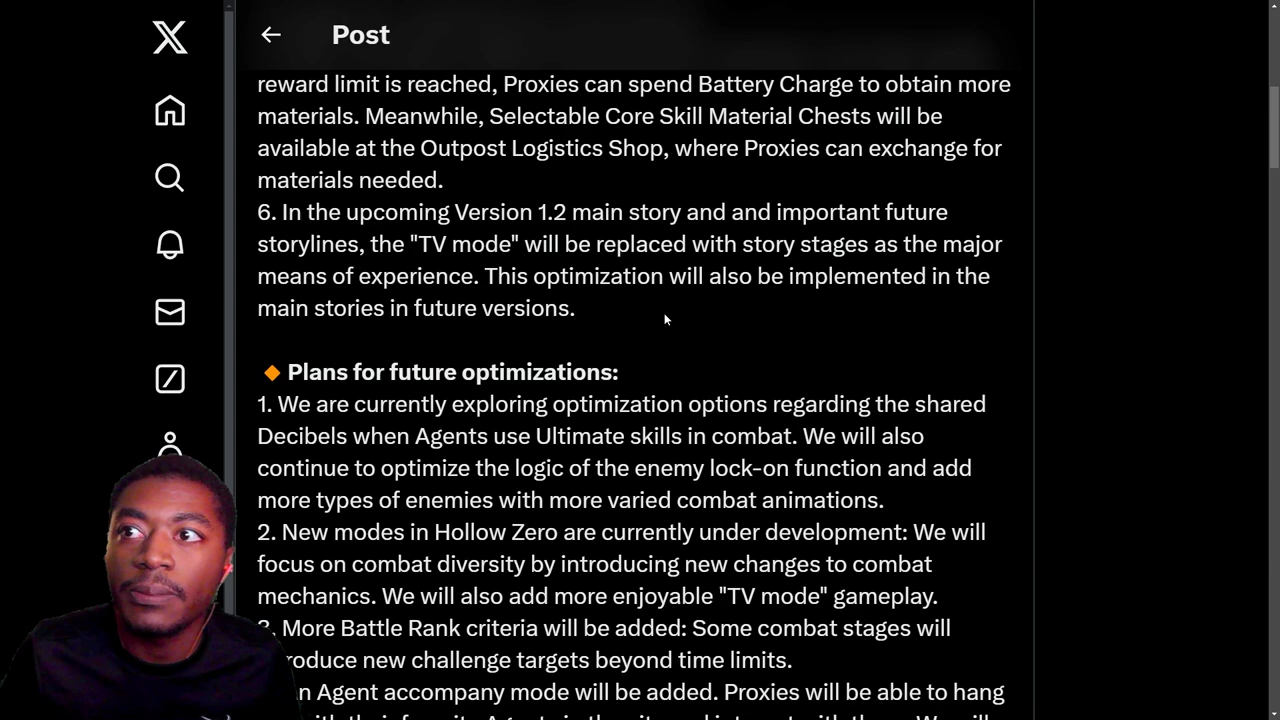 Post
reward limit is reached, Proxies can spend Battery Charge to obtain more
materials. Meanwhile, Selectable Core Skill Material Chests will be
available at the Outpost Logistics Shop, where Proxies can exchange for
materials needed.
6. In the upcoming Version 1.2 main story and and important future
storylines, the "TV mode" will be replaced with story stages as the major
means of experience. This optimization will also be implemented in the
main stories in future versions.
Plans for future optimizations:
1. We are currently exploring optimization options regarding the shared
Decibels when Agents use Ultimate skills in combat. We will also
continue to optimize the logic of the enemy lock-on function and add
more types of enemies with more varied combat animations.
2. New modes in Hollow Zero are currently under development: We will
focus on combat diversity by introducing new changes to combat
mechanics. We will also add more enjoyable "TV mode" gameplay.
3. More Battle Rank criteria will be added: Some combat stages will
roduce new challenge targets beyond time limits.
n Agent accompany mode will be added. Proxies will be able to hang